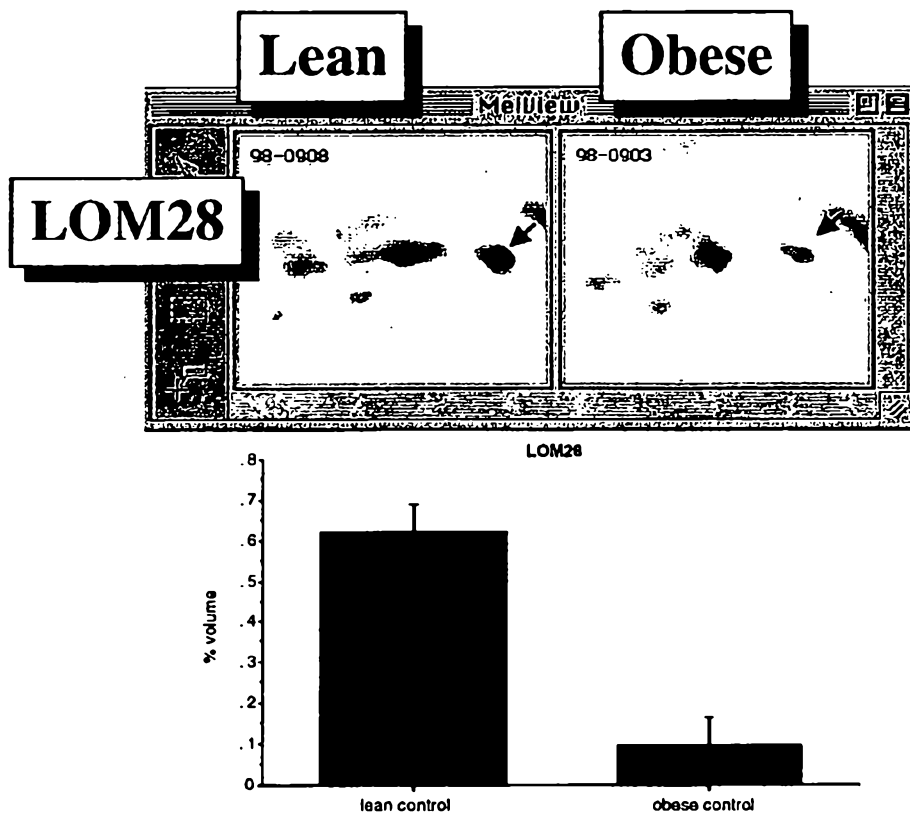 Lean
Obese
MelView
98-0908
98-0903
LOM28
LOM28
.8
.7
.6
.5
.4
.3
.2
.1
0
% volume
lean control
obese control